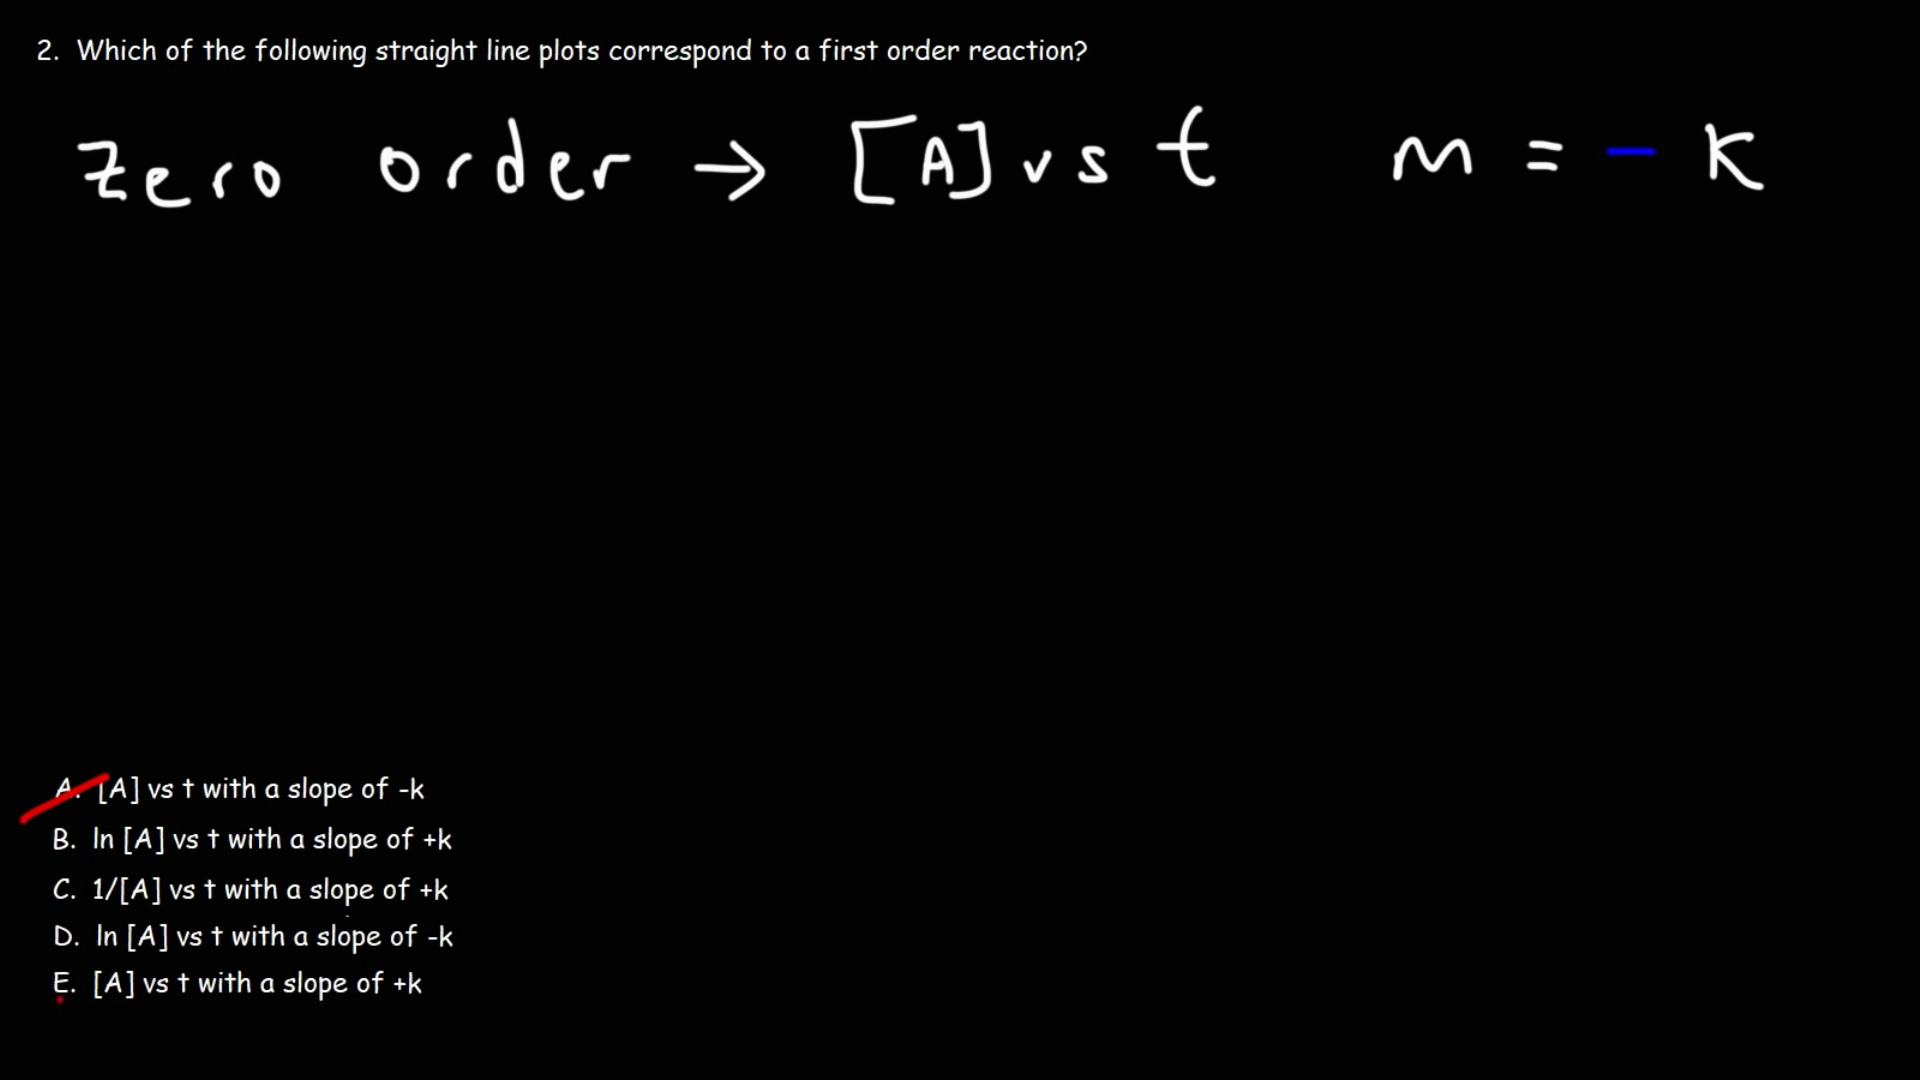 2. Which of the following straight line plots correspond to a first order reaction?
zero order → [A] vs t m = - K
A. [A] vs t with a slope of -k
B. ln [A] vs t with a slope of +k
C. 1/[A] vs t with a slope of +k
D. ln [A] vs t with a slope of -k
E. [A] vs t with a slope of +k